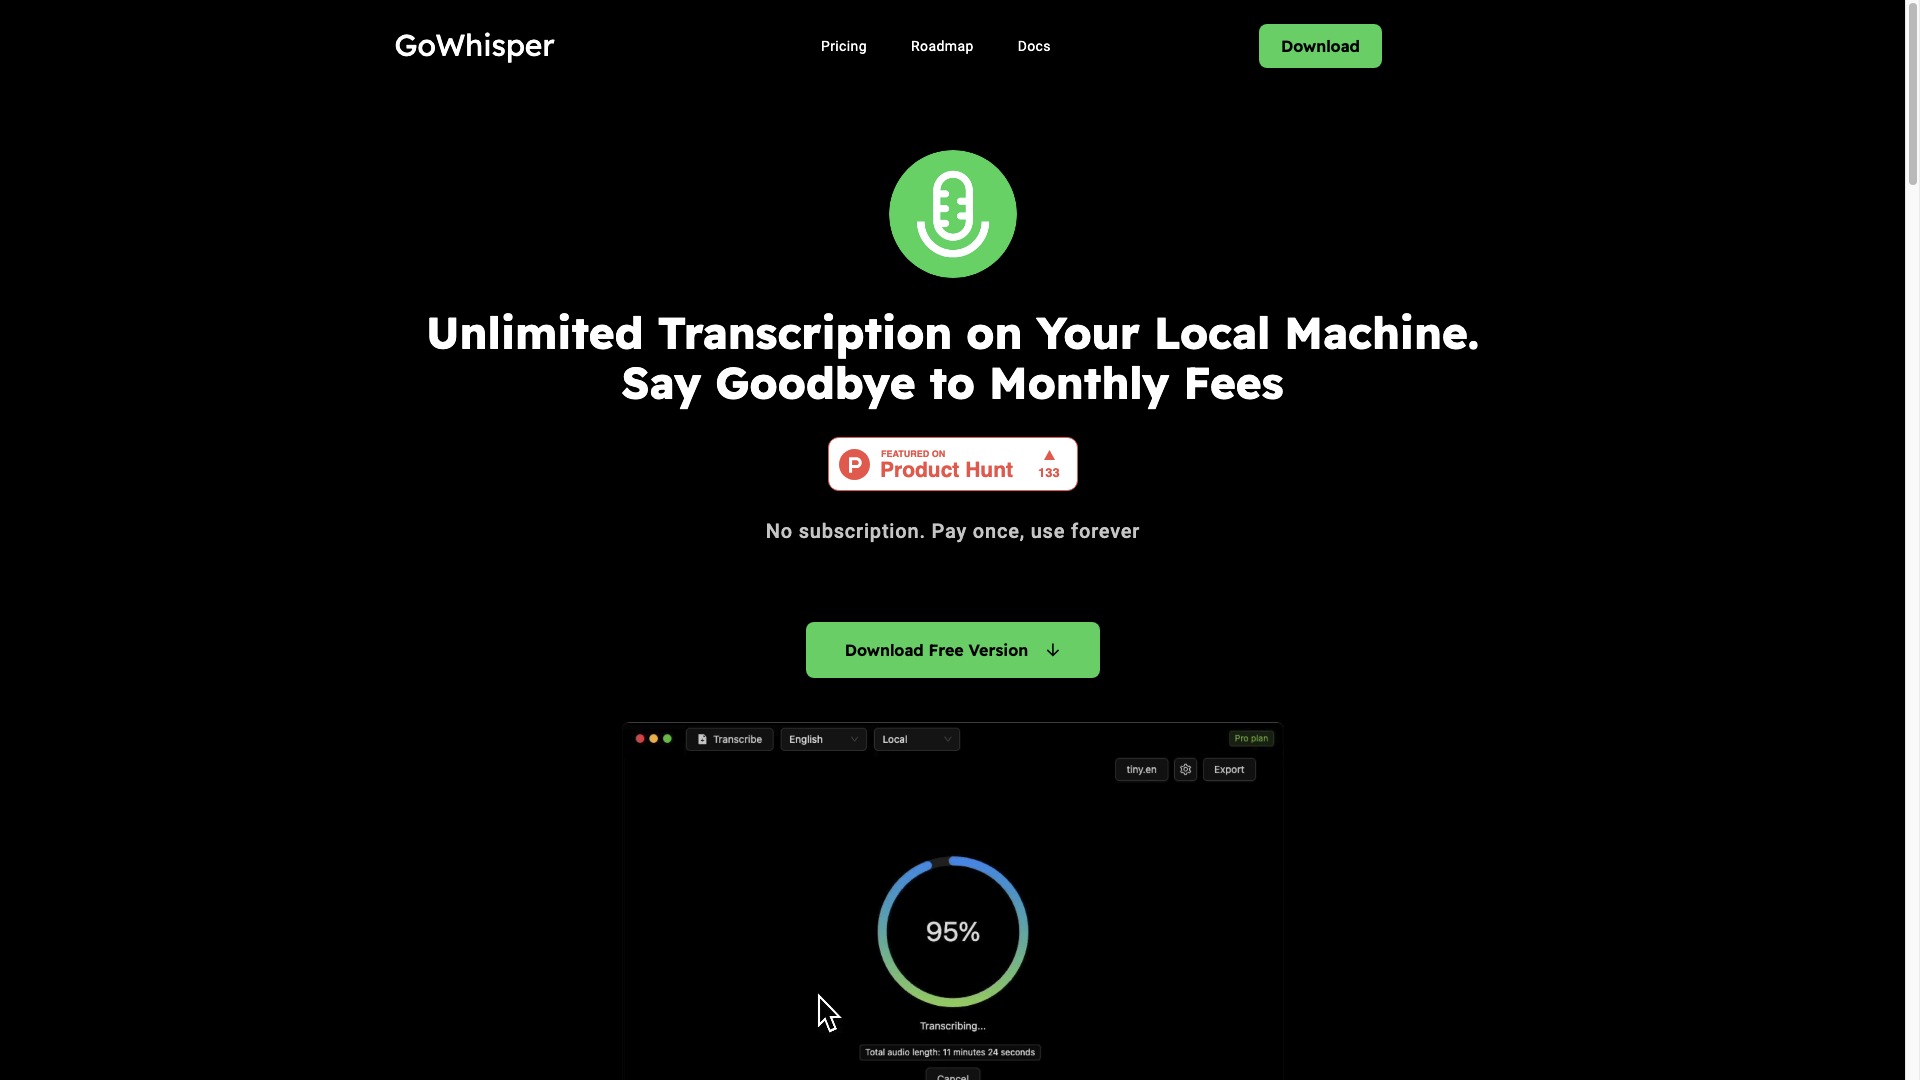 GoWhisper
Pricing
Roadmap
Docs
Download
Unlimited Transcription on Your Local Machine.
Say Goodbye to Monthly Fees
P
FEATURED ON
Product Hunt
133
No subscription. Pay once, use forever
Download Free Version
Transcribe
English
Local
Pro plan
tiny.en
Export
95%
Transcribing...
Total audio length: 11 minutes 24 seconds
Cancel